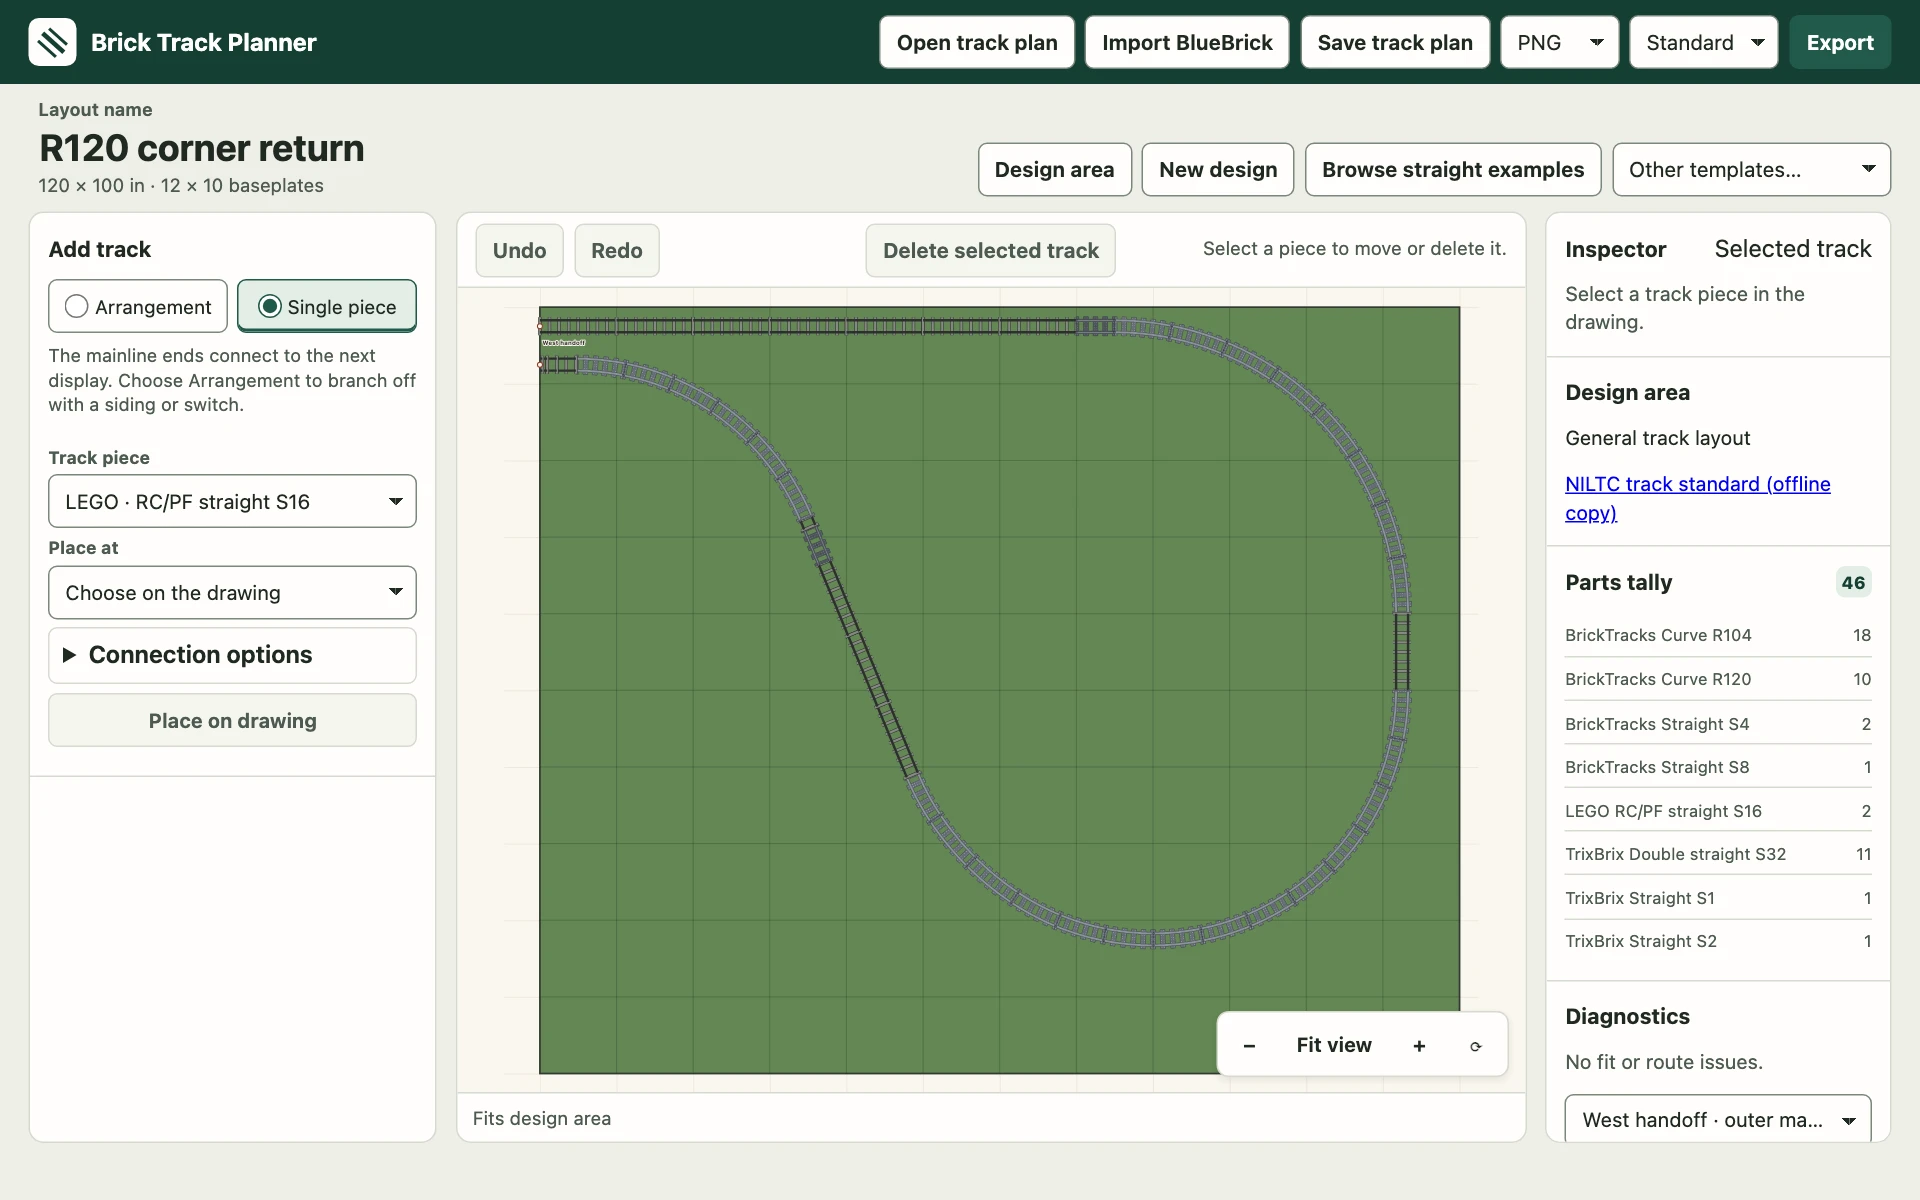 Brick Track Planner
Open track plan
Import BlueBrick
Save track plan
PNG
Standard
Export
Layout name
R120 corner return
120 × 100 in · 12 × 10 baseplates
Design area
New design
Browse straight examples
Other templates...
Add track
Arrangement
Single piece
The mainline ends connect to the next
display. Choose Arrangement to branch off
with a siding or switch.
Track piece
LEGO · RC/PF straight S16
Place at
Choose on the drawing
Connection options
Place on drawing
Undo
Redo
Delete selected track
Select a piece to move or delete it.
West handoff
Fit view
Fits design area
Inspector
Selected track
Select a track piece in the
drawing.
Design area
General track layout
NILTC track standard (offline
copy)
Parts tally 46
BrickTracks Curve R104 18
BrickTracks Curve R120 10
BrickTracks Straight S4 2
BrickTracks Straight S8 1
LEGO RC/PF straight S16 2
TrixBrix Double straight S32 11
TrixBrix Straight S1 1
TrixBrix Straight S2 1
Diagnostics
No fit or route issues.
West handoff · outer ma...